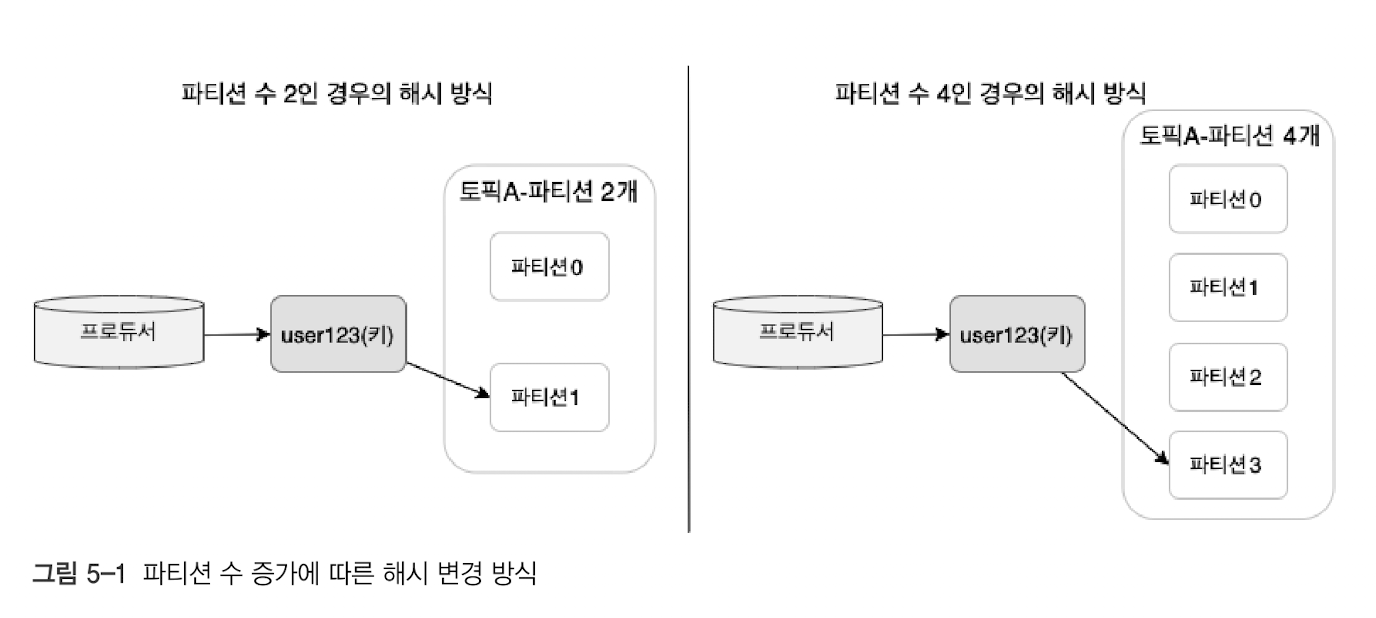 파티션 수 2인 경우의 해시 방식
토픽A-파티션 2개
파티션0
프로듀서
user123(키)
파티션1
파티션 수 4인 경우의 해시 방식
토픽A-파티션 4개
파티션0
파티션1
프로듀서
user123(키)
파티션2
파티션3
그림 5–1 파티션 수 증가에 따른 해시 변경 방식